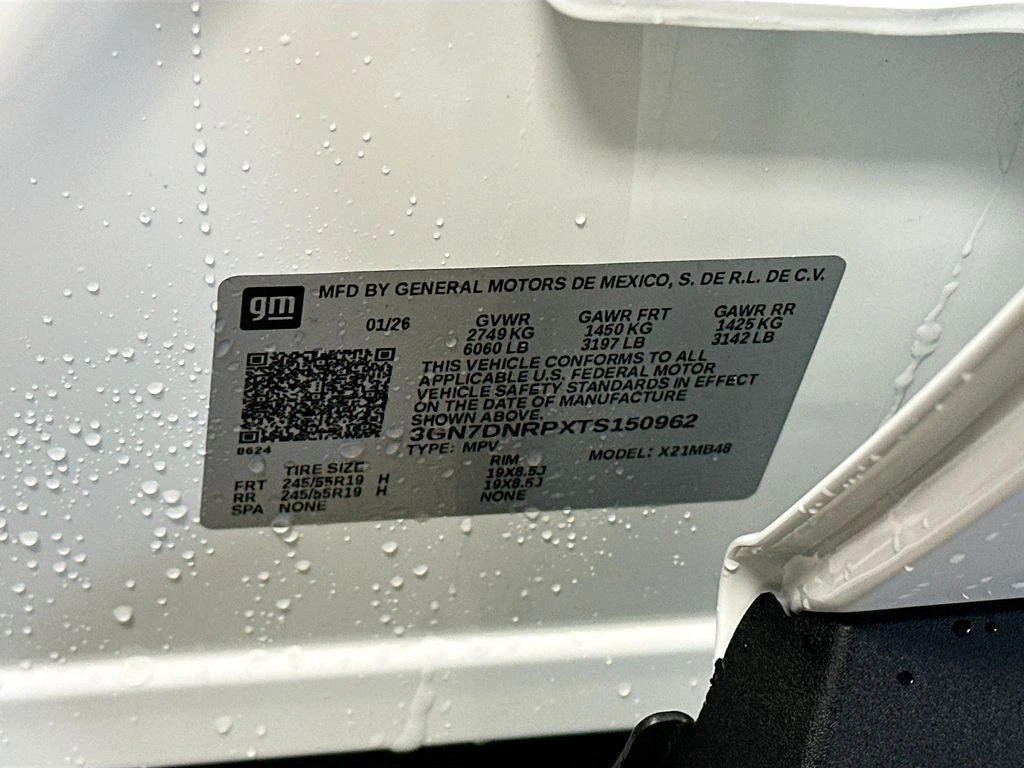 gm MFD BY GENERAL MOTORS DE MEXICO, S. DE R.L. DE C.V.
01/26 GVWR GAWR FRT GAWR RR
2749 KG 1450 KG 1425 KG
6060 LB 3197 LB 3142 LB
THIS VEHICLE CONFORMS TO ALL
APPLICABLE U.S. FEDERAL MOTOR
VEHICLE SAFETY STANDARDS IN EFFECT
ON THE DATE OF MANUFACTURE
SHOWN ABOVE.
3GN7DNRPXTS150962
8624
TYPE: MPV MODEL: X21MB48
TIRE SIZE RIM
FRT 245/55R19 H 19X8.5J
RR 245/55R19 H 19X8.5J
SPA NONE NONE